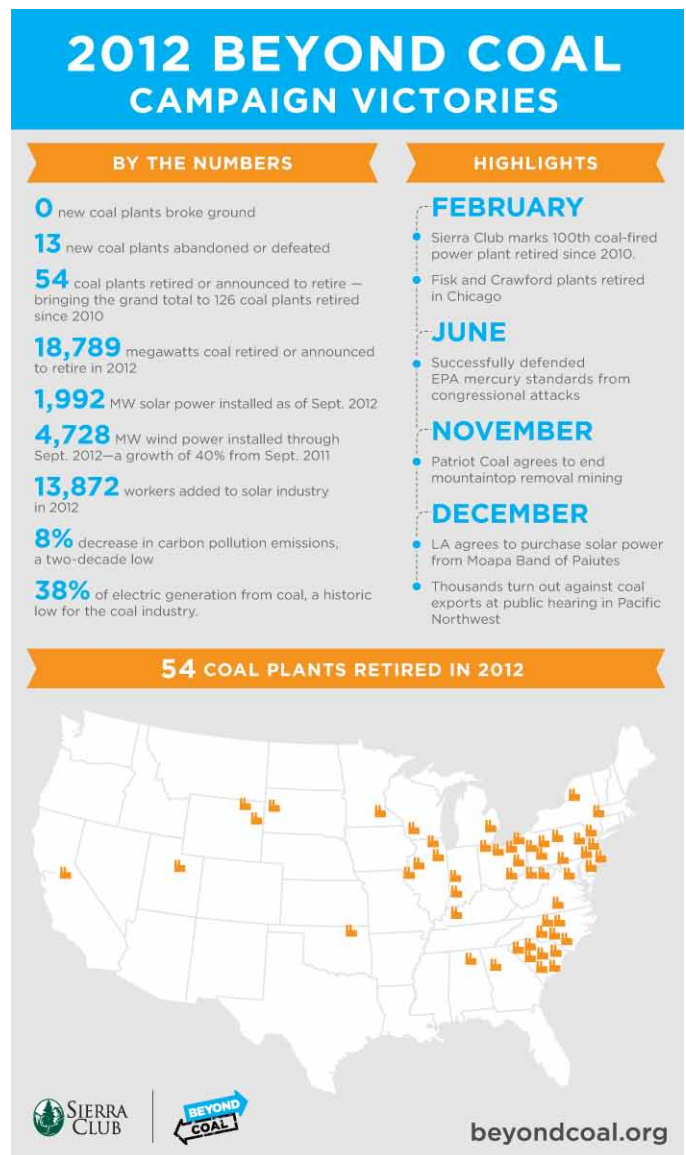 2012 BEYOND COAL
CAMPAIGN VICTORIES
BY THE NUMBERS
0 new coal plants broke ground
13 new coal plants abandoned or defeated
54 coal plants retired or announced to retire —
bringing the grand total to 126 coal plants retired
since 2010
18,789 megawatts coal retired or announced
to retire in 2012
1,992 MW solar power installed as of Sept. 2012
4,728 MW wind power installed through
Sept. 2012—a growth of 40% from Sept. 2011
13,872 workers added to solar industry
in 2012
8% decrease in carbon pollution emissions,
a two-decade low
38% of electric generation from coal, a historic
low for the coal industry.
HIGHLIGHTS
FEBRUARY
Sierra Club marks 100th coal-fired
power plant retired since 2010.
Fisk and Crawford plants retired
in Chicago
JUNE
Successfully defended
EPA mercury standards from
congressional attacks
NOVEMBER
Patriot Coal agrees to end
mountaintop removal mining
DECEMBER
LA agrees to purchase solar power
from Moapa Band of Paiutes
Thousands turn out against coal
exports at public hearing in Pacific
Northwest
54 COAL PLANTS RETIRED IN 2012
SIERRA
CLUB
BEYOND
COAL
beyondcoal.org